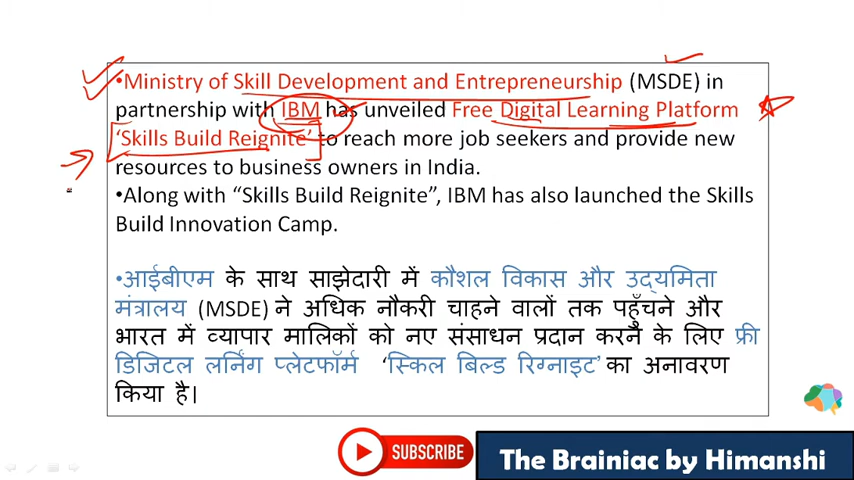 •Ministry of Skill Development and Entrepreneurship (MSDE) in
partnership with IBM has unveiled Free Digital Learning Platform
‘Skills Build Reignite’ to reach more job seekers and provide new
resources to business owners in India.
•Along with “Skills Build Reignite”, IBM has also launched the Skills
Build Innovation Camp.
•आईबीएम के साथ साझेदारी में कौशल विकास और उद्यमिता
मंत्रालय (MSDE) ने अधिक नौकरी चाहने वालों तक पहुँचने और
भारत में व्यापार मालिकों को नए संसाधन प्रदान करने के लिए फ्री
डिजिटल लर्निंग प्लेटफॉर्म ‘स्किल बिल्ड रिग्नाइट’ का अनावरण
किया है।
SUBSCRIBE
The Brainiac by Himanshi